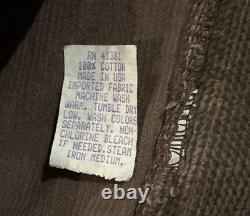 RN 41381
100% COTTON
MADE IN USA
IMPORTED FABRIC
MACHINE WASH
WARM. TUMBLE DRY
LOW. WASH COLORS
SEPARATELY. NON-
CHLORINE BLEACH
IF NEEDED. STEAM
IRON MEDIUM.